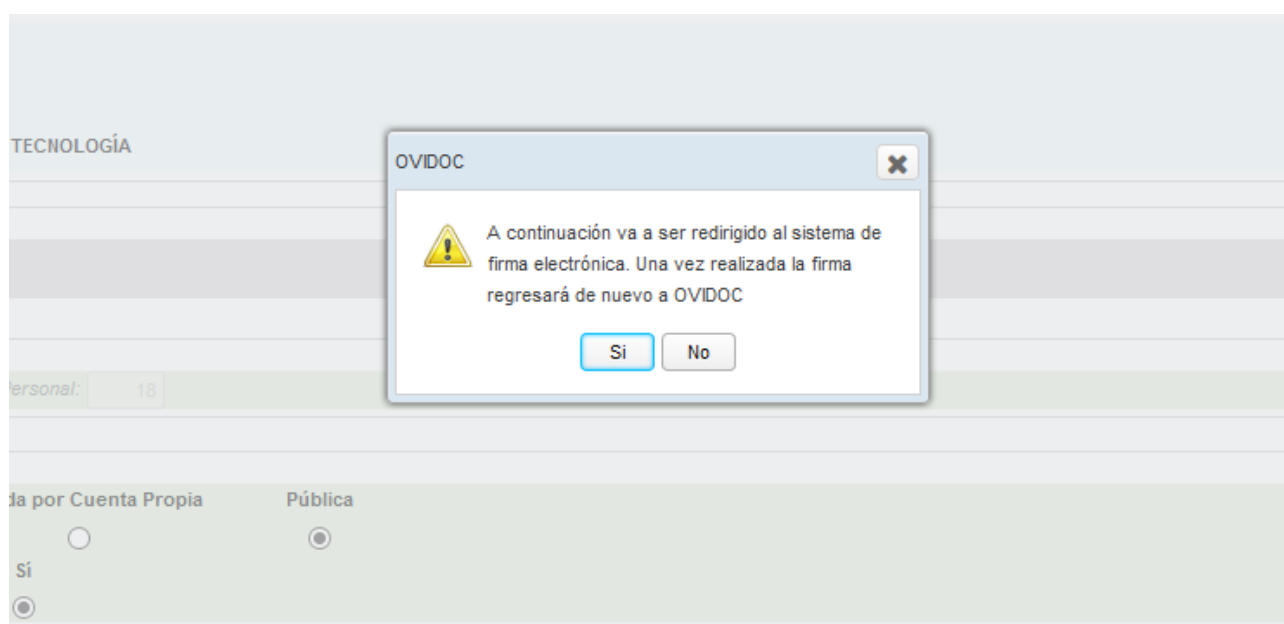 TECNOLOGÍA
OVIDOC
A continuación va a ser redirigido al sistema de
firma electrónica. Una vez realizada la firma
regresará de nuevo a OVIDOC
Si No
Personal: 18
da por Cuenta Propia Pública
Sí